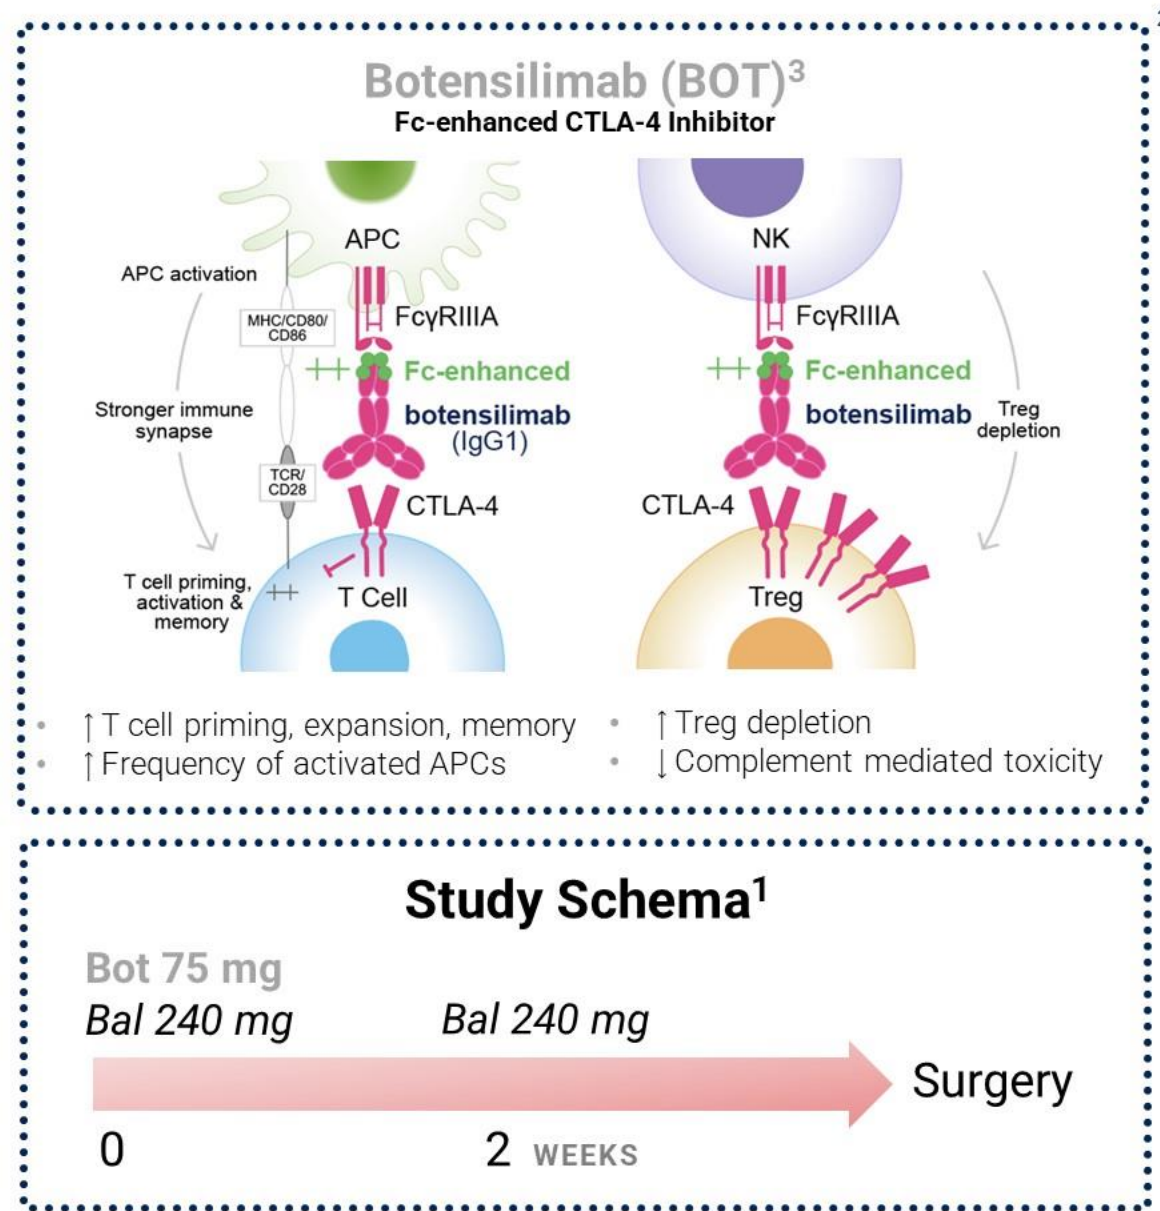 Botensilimab (BOT)³
Fc-enhanced CTLA-4 Inhibitor
APC
APC activation
MHC/CD80/
CD86
FcγRIIIA
Fc-enhanced
botensilimab
(IgG1)
Stronger immune
synapse
TCR/
CD28
CTLA-4
T cell priming,
activation &
memory
T Cell
NK
FcγRIIIA
Fc-enhanced
botensilimab
Treg
depletion
CTLA-4
Treg
• ↑ T cell priming, expansion, memory
• ↑ Frequency of activated APCs
• ↑ Treg depletion
• ↓ Complement mediated toxicity
Study Schema¹
Bot 75 mg
Bal 240 mg
Bal 240 mg
Surgery
0
2 WEEKS